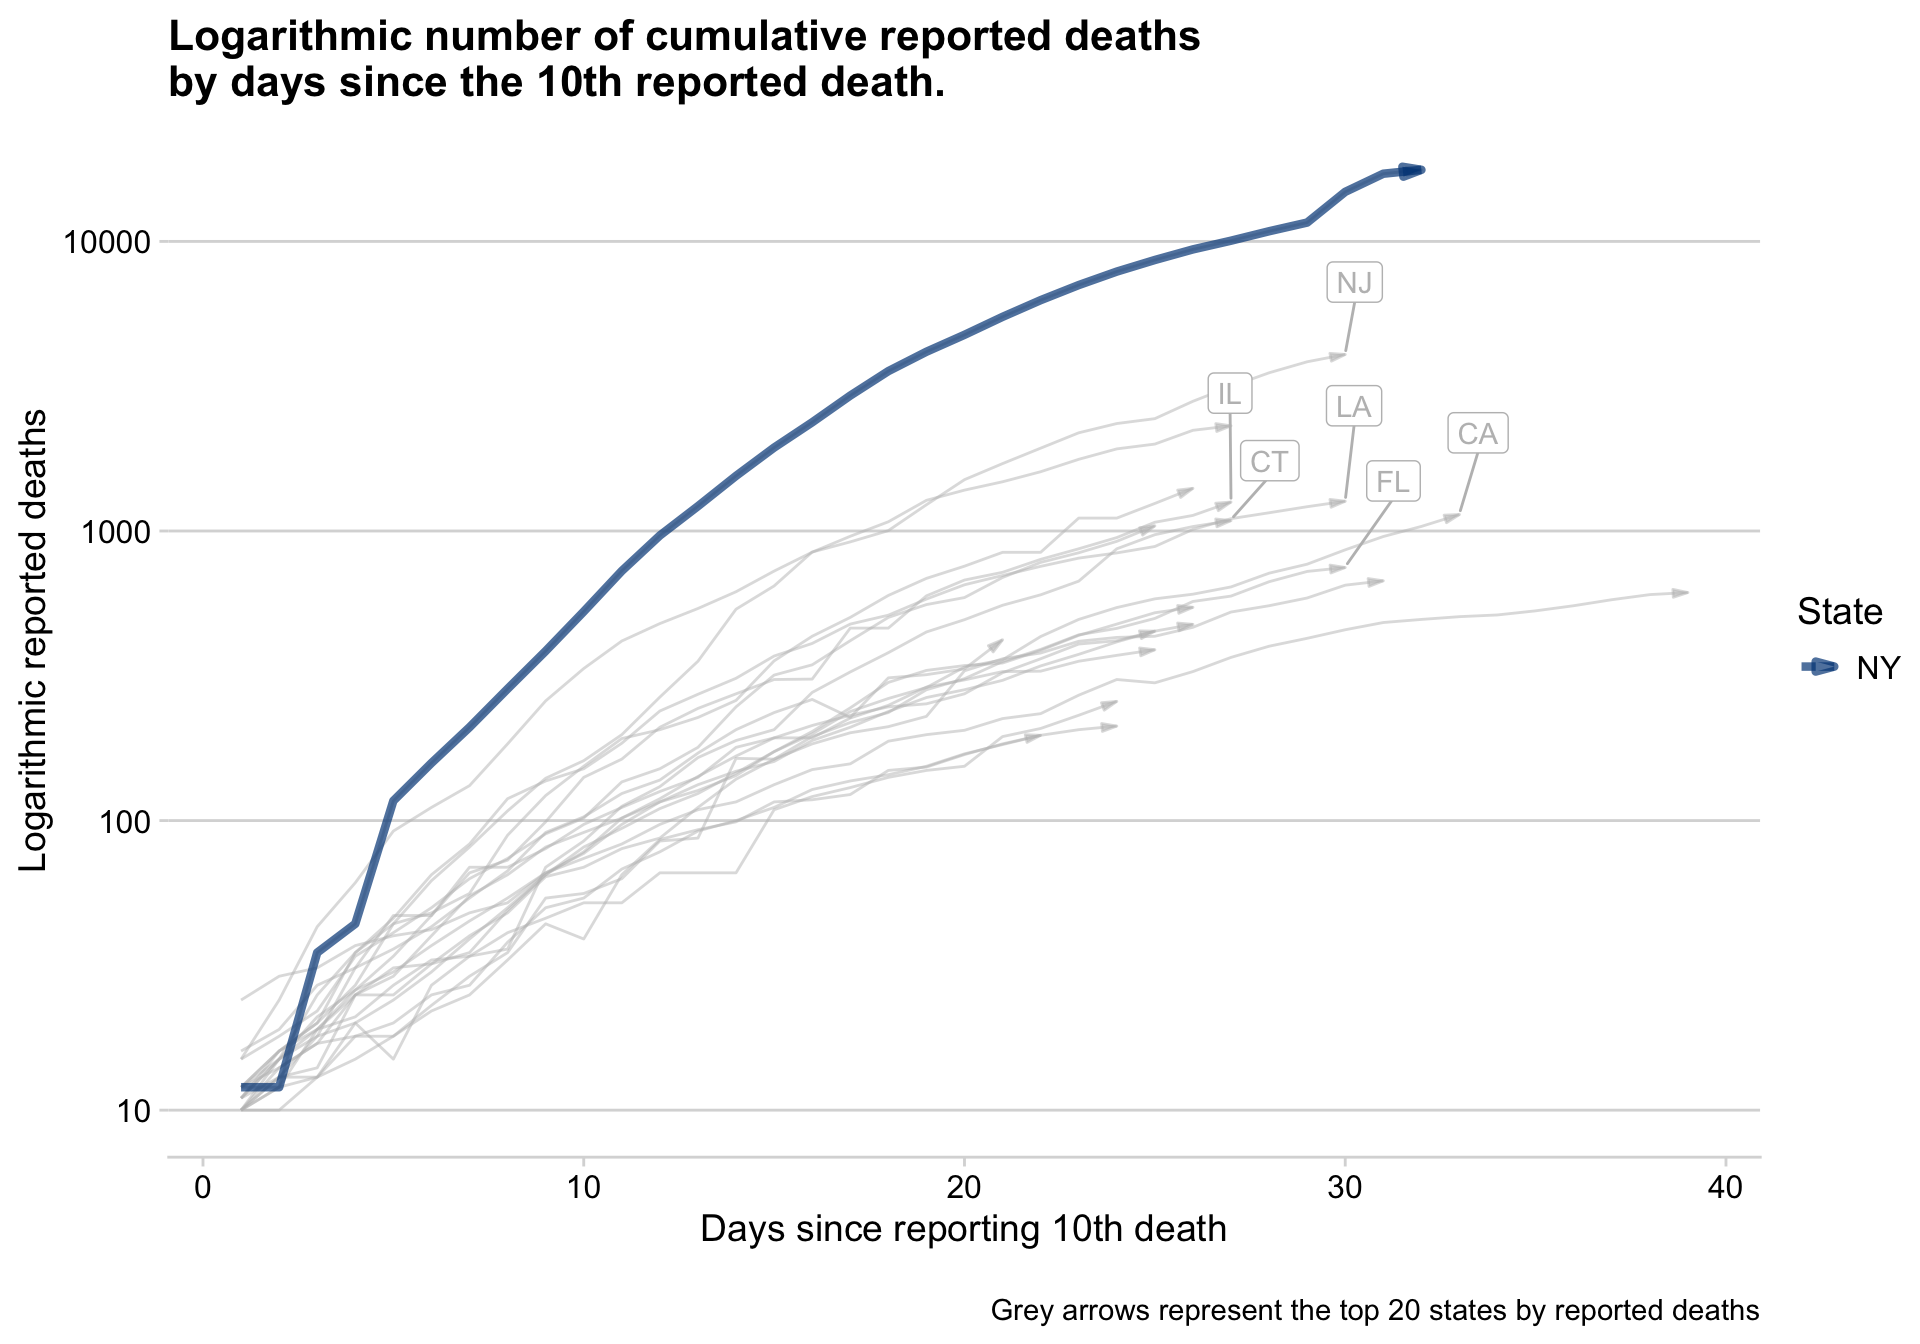 Logarithmic number of cumulative reported deaths
by days since the 10th reported death.
Logarithmic reported deaths
10000
1000
100
10
NJ
IL
LA
CA
CT
FL
State
NY
0 10 20 30 40
Days since reporting 10th death
Grey arrows represent the top 20 states by reported deaths